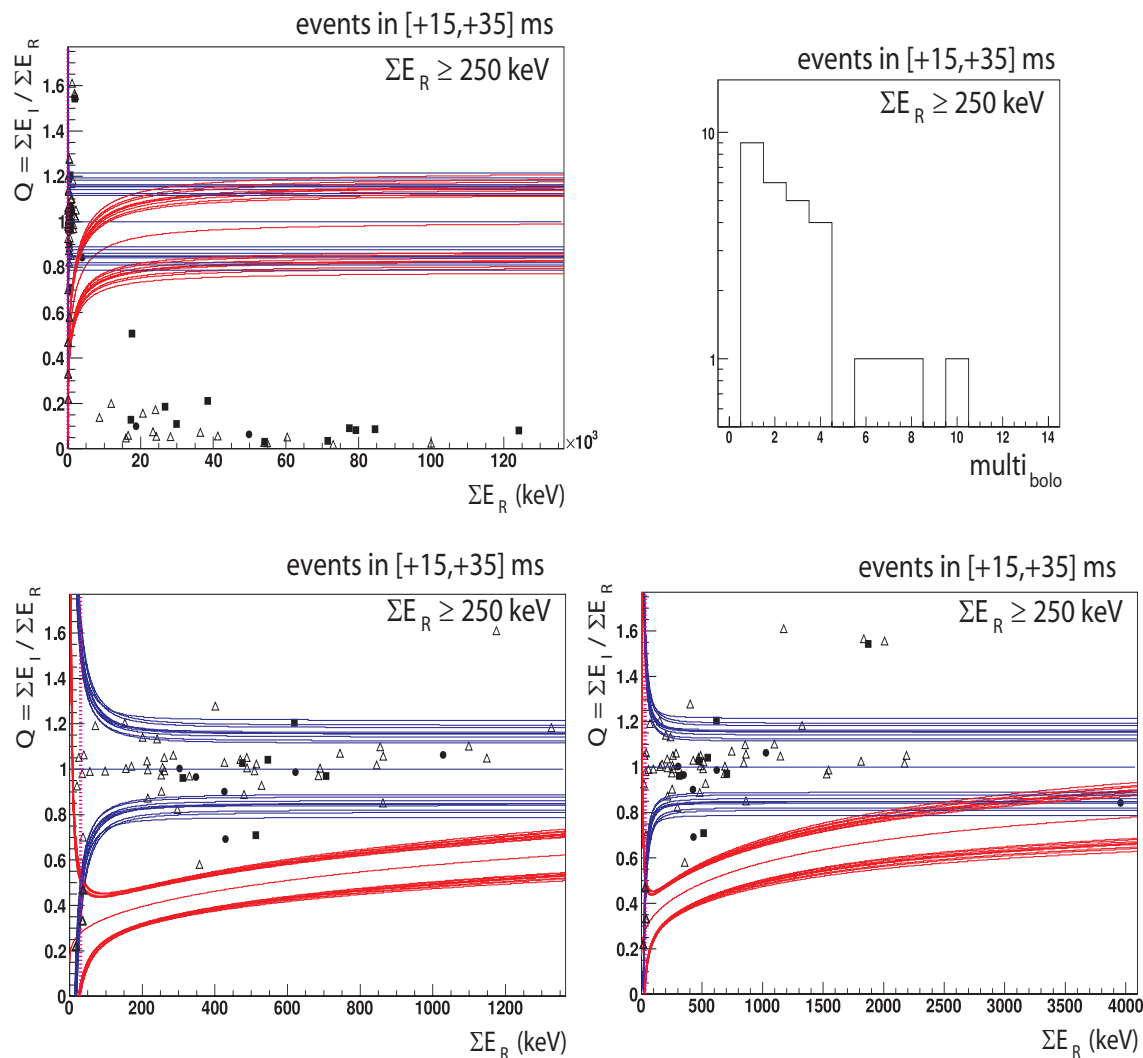 events in [+15,+35] ms
ΣE_R ≥ 250 keV
Q = ΣE_I / ΣE_R
1.6
1.4
1.2
1
0.8
0.6
0.4
0.2
0
0 20 40 60 80 100 120
×10³
ΣE_R (keV)
events in [+15,+35] ms
ΣE_R ≥ 250 keV
10
1
0 2 4 6 8 10 12 14
multi_bolo
events in [+15,+35] ms
ΣE_R ≥ 250 keV
Q = ΣE_I / ΣE_R
1.6
1.4
1.2
1
0.8
0.6
0.4
0.2
0
0 200 400 600 800 1000 1200
ΣE_R (keV)
events in [+15,+35] ms
ΣE_R ≥ 250 keV
Q = ΣE_I / ΣE_R
1.6
1.4
1.2
1
0.8
0.6
0.4
0.2
0
0 500 1000 1500 2000 2500 3000 3500 4000
ΣE_R (keV)